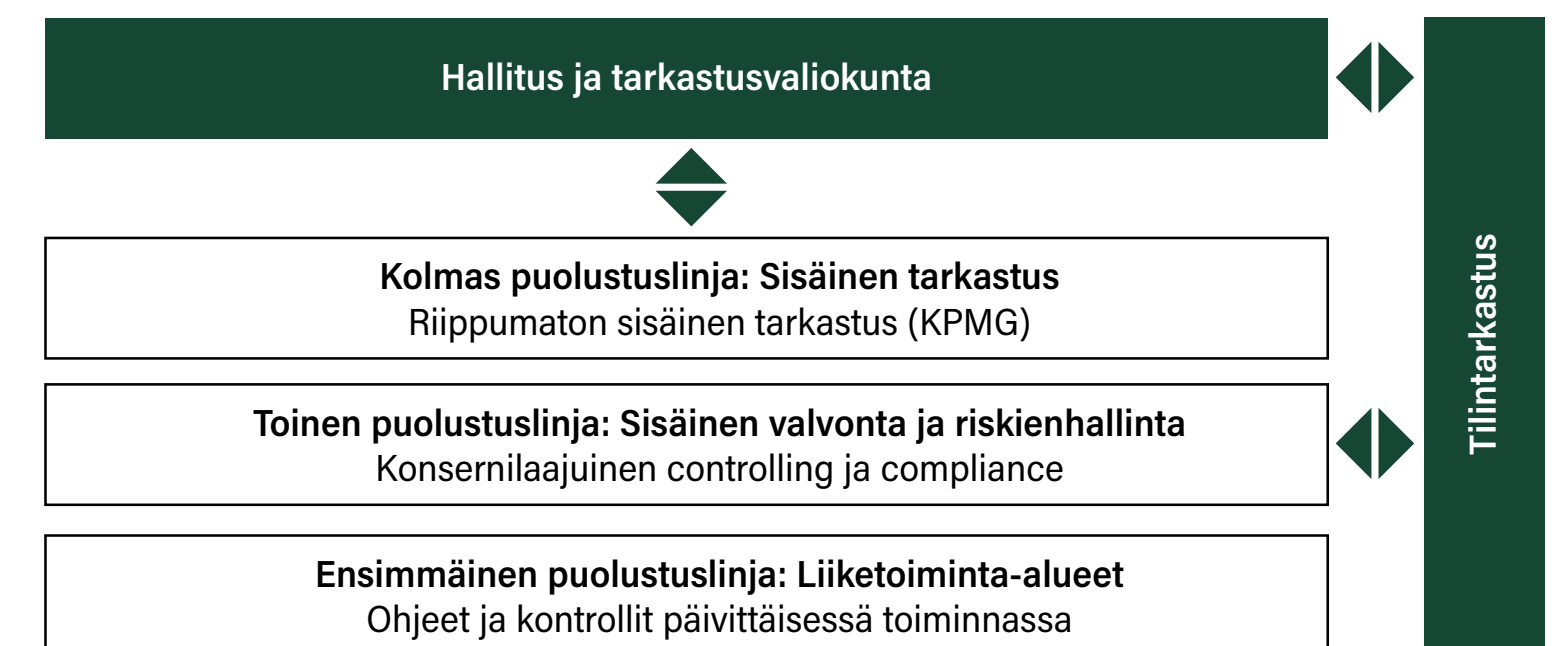 Hallitus ja tarkastusvaliokunta
Kolmas puolustuslinja: Sisäinen tarkastus
Riippumaton sisäinen tarkastus (KPMG)
Toinen puolustuslinja: Sisäinen valvonta ja riskienhallinta
Konsernilaajuinen controlling ja compliance
Ensimmäinen puolustuslinja: Liiketoiminta-alueet
Ohjeet ja kontrollit päivittäisessä toiminnassa
Tilintarkastus